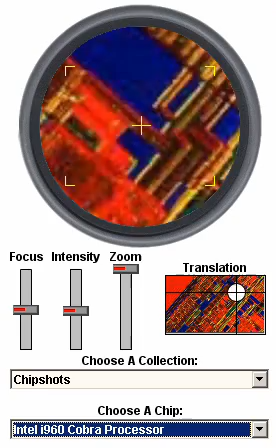 Focus Intensity Zoom
Translation
Choose A Collection:
Chipshots
Choose A Chip:
Intel i960 Cobra Processor